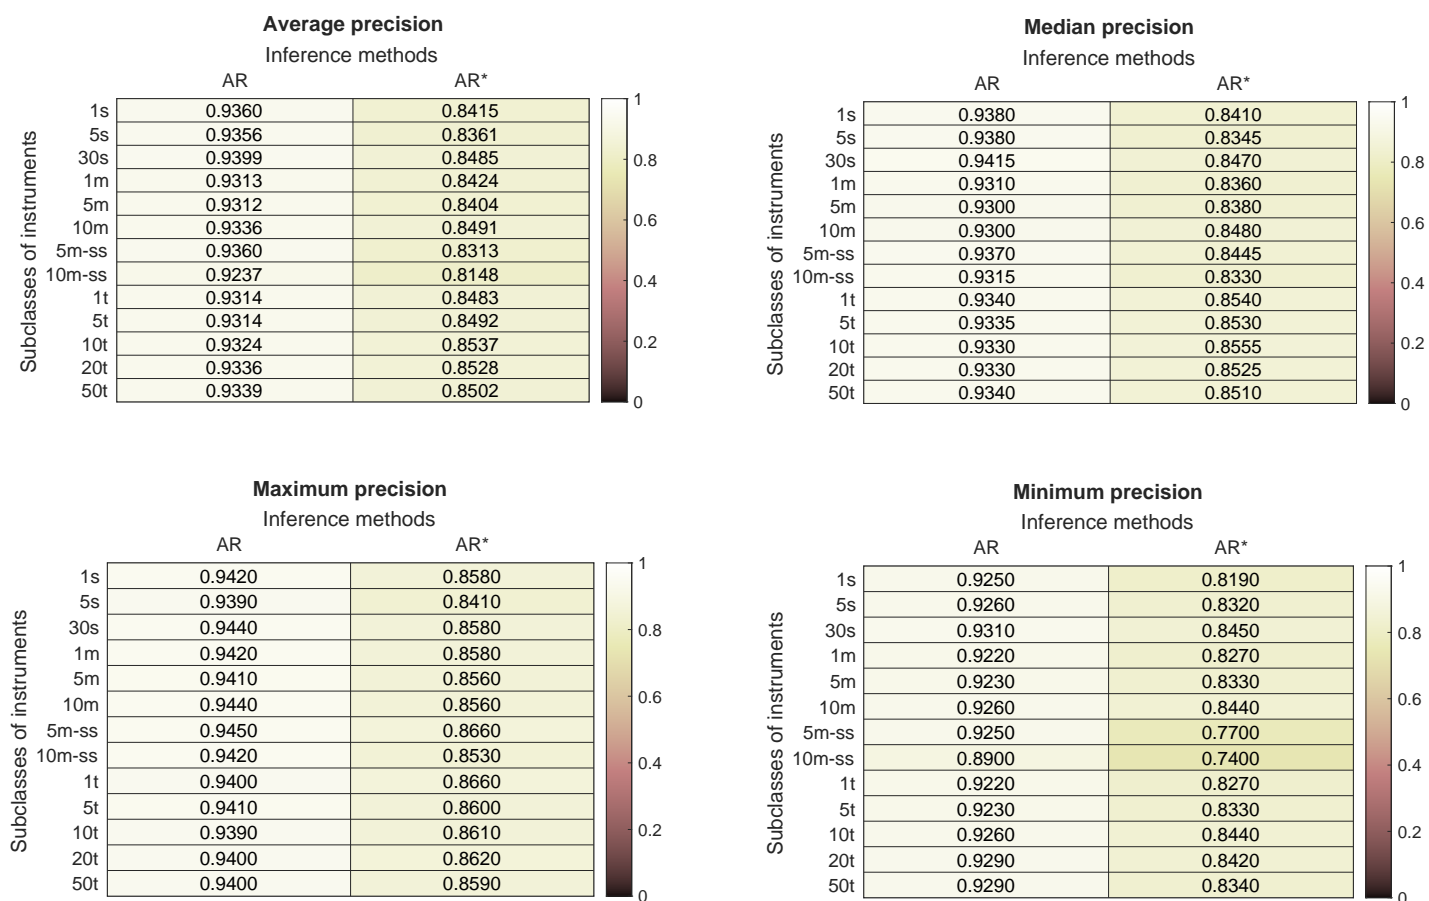 Average precision
Inference methods
AR AR*
Subclasses of instruments
1s 0.9360 0.8415
5s 0.9356 0.8361
30s 0.9399 0.8485
1m 0.9313 0.8424
5m 0.9312 0.8404
10m 0.9336 0.8491
5m-ss 0.9360 0.8313
10m-ss 0.9237 0.8148
1t 0.9314 0.8483
5t 0.9314 0.8492
10t 0.9324 0.8537
20t 0.9336 0.8528
50t 0.9339 0.8502
1
0.8
0.6
0.4
0.2
0
Median precision
Inference methods
AR AR*
Subclasses of instruments
1s 0.9380 0.8410
5s 0.9380 0.8345
30s 0.9415 0.8470
1m 0.9310 0.8360
5m 0.9300 0.8380
10m 0.9300 0.8480
5m-ss 0.9370 0.8445
10m-ss 0.9315 0.8330
1t 0.9340 0.8540
5t 0.9335 0.8530
10t 0.9330 0.8555
20t 0.9330 0.8525
50t 0.9340 0.8510
1
0.8
0.6
0.4
0.2
0
Maximum precision
Inference methods
AR AR*
Subclasses of instruments
1s 0.9420 0.8580
5s 0.9390 0.8410
30s 0.9440 0.8580
1m 0.9420 0.8580
5m 0.9410 0.8560
10m 0.9440 0.8560
5m-ss 0.9450 0.8660
10m-ss 0.9420 0.8530
1t 0.9400 0.8660
5t 0.9410 0.8600
10t 0.9390 0.8610
20t 0.9400 0.8620
50t 0.9400 0.8590
1
0.8
0.6
0.4
0.2
0
Minimum precision
Inference methods
AR AR*
Subclasses of instruments
1s 0.9250 0.8190
5s 0.9260 0.8320
30s 0.9310 0.8450
1m 0.9220 0.8270
5m 0.9230 0.8330
10m 0.9260 0.8440
5m-ss 0.9250 0.7700
10m-ss 0.8900 0.7400
1t 0.9220 0.8270
5t 0.9230 0.8330
10t 0.9260 0.8440
20t 0.9290 0.8420
50t 0.9290 0.8340
1
0.8
0.6
0.4
0.2
0